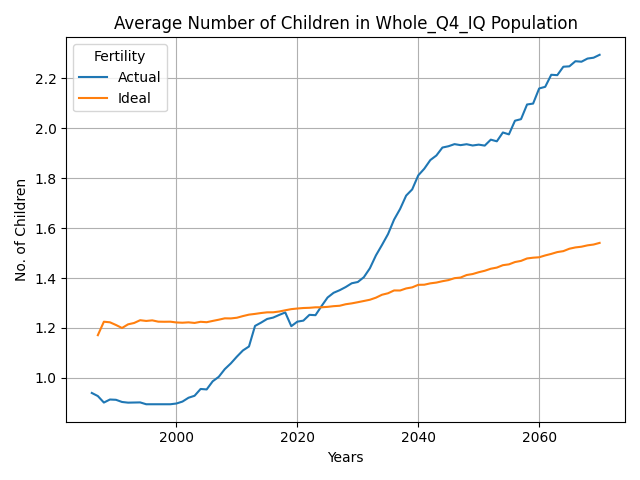 Average Number of Children in Whole_Q4_IQ Population
Fertility
Actual
Ideal
2.2
2.0
1.8
1.6
1.4
1.2
1.0
No. of Children
2000 2020 2040 2060
Years